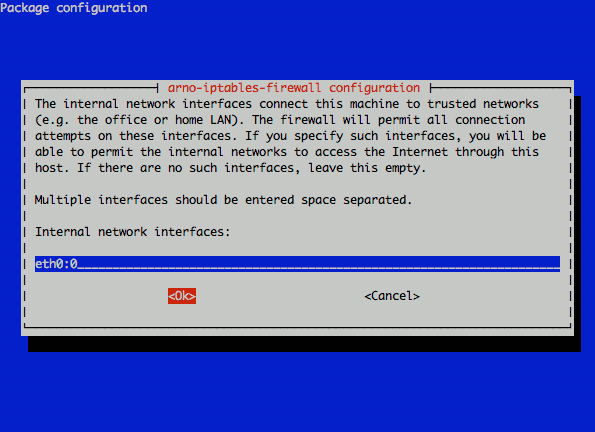 Package configuration
arno-iptables-firewall configuration
The internal network interfaces connect this machine to trusted networks
(e.g. the office or home LAN). The firewall will permit all connection
attempts on these interfaces. If you specify such interfaces, you will be
able to permit the internal networks to access the Internet through this
host. If there are no such interfaces, leave this empty.
Multiple interfaces should be entered space separated.
Internal network interfaces:
eth0:0
<Ok> <Cancel>